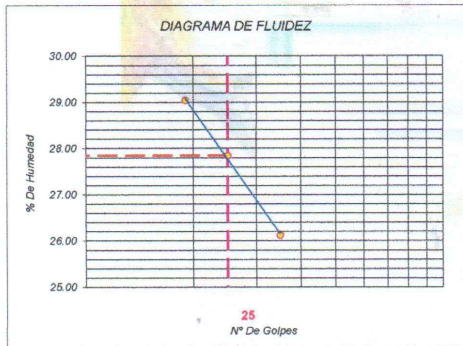 DIAGRAMA DE FLUIDEZ
30.00
29.00
28.00
27.00
26.00
25.00
% De Humedad
25
Nº De Golpes